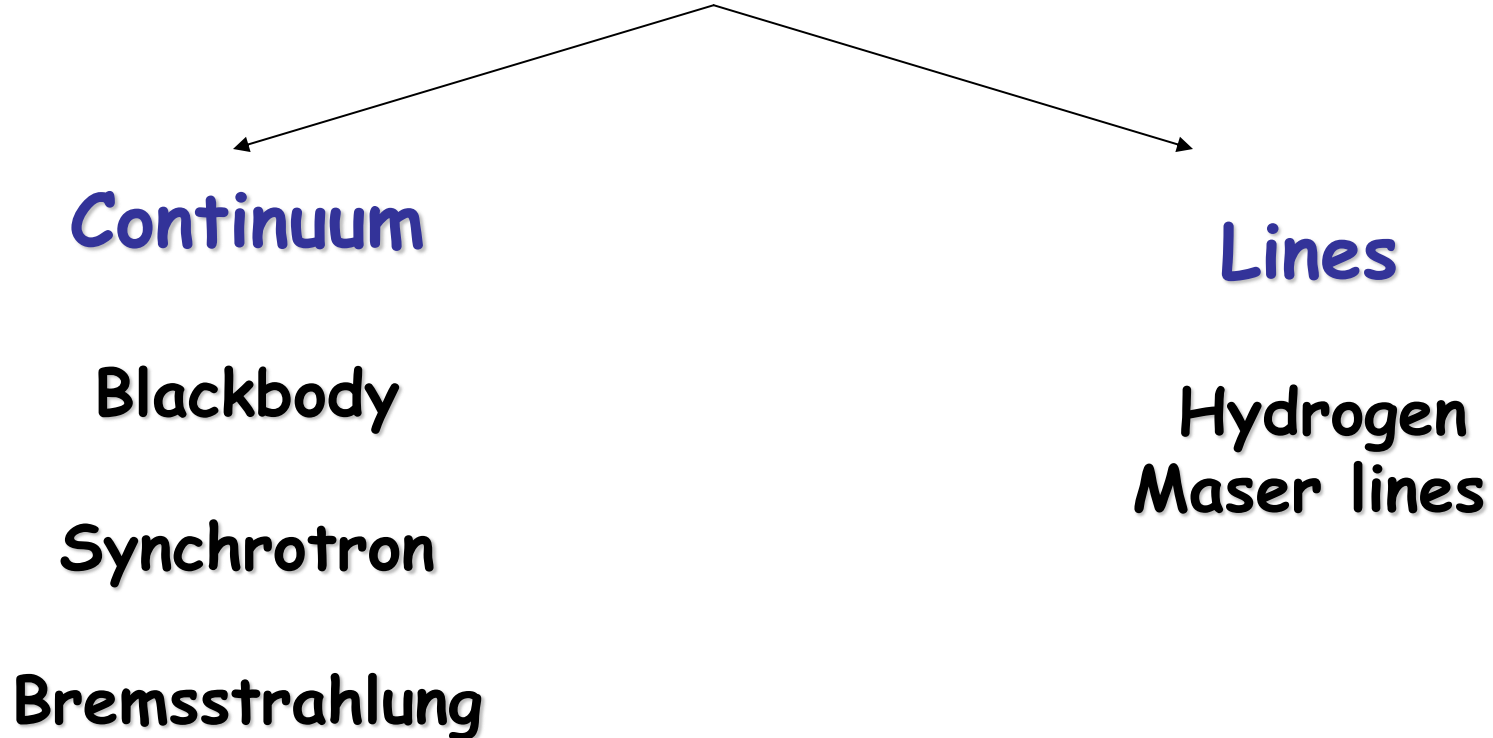 Continuum
Blackbody
Synchrotron
Bremsstrahlung
Lines
Hydrogen
Maser lines